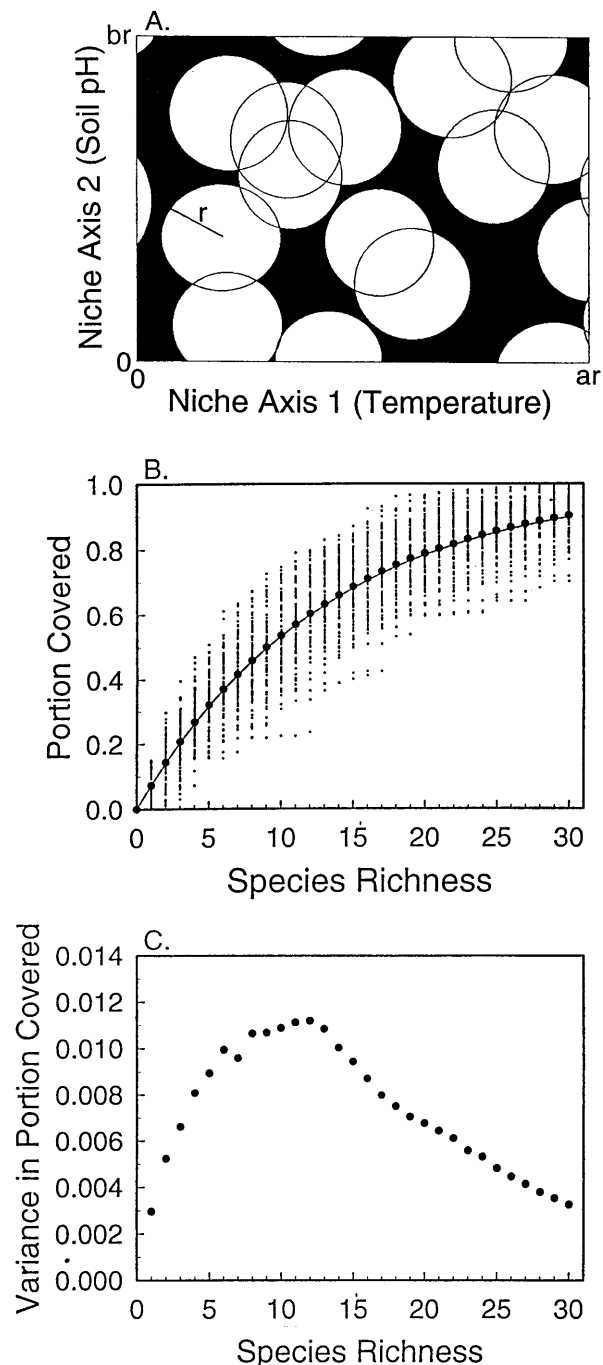 A.
br
Niche Axis 2 (Soil pH)
r
0
0
ar
Niche Axis 1 (Temperature)
B.
1.0
0.8
0.6
0.4
0.2
0.0
Portion Covered
0 5 10 15 20 25 30
Species Richness
C.
0.014
0.012
0.010
0.008
0.006
0.004
0.002
0.000
Variance in Portion Covered
0 5 10 15 20 25 30
Species Richness